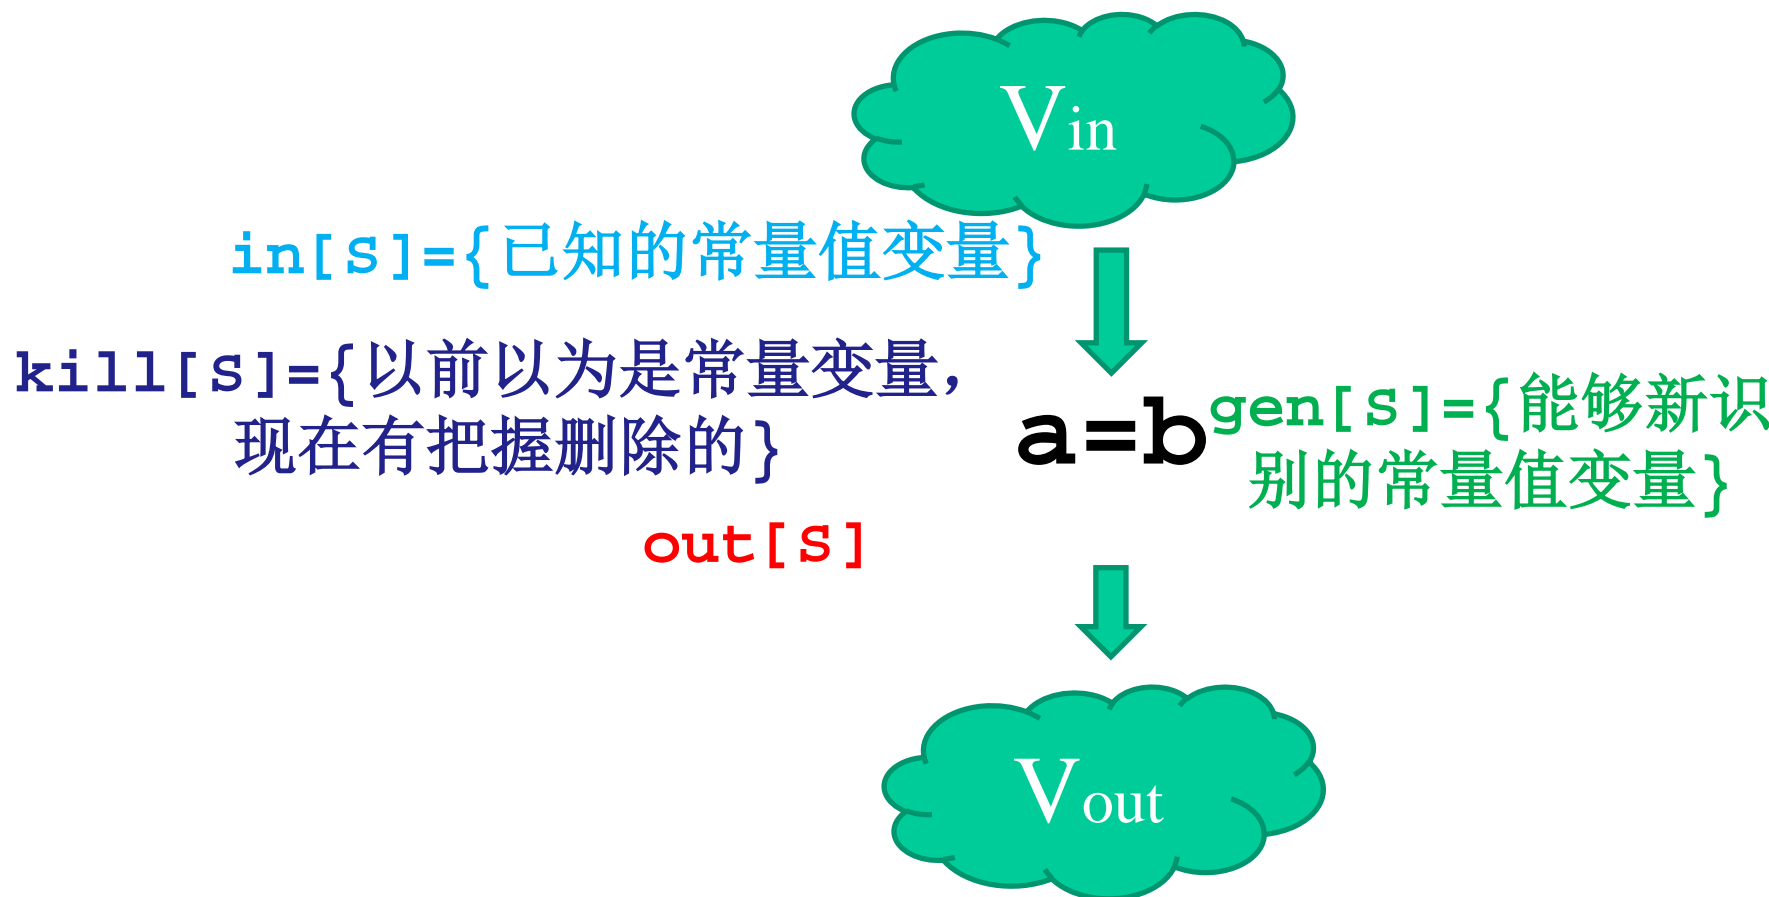 Vin
in[S]={已知的常量值变量}
kill[S]={以前以为是常量变量,
现在有把握删除的}
a=b
gen[S]={能够新识
别的常量值变量}
out[S]
Vout